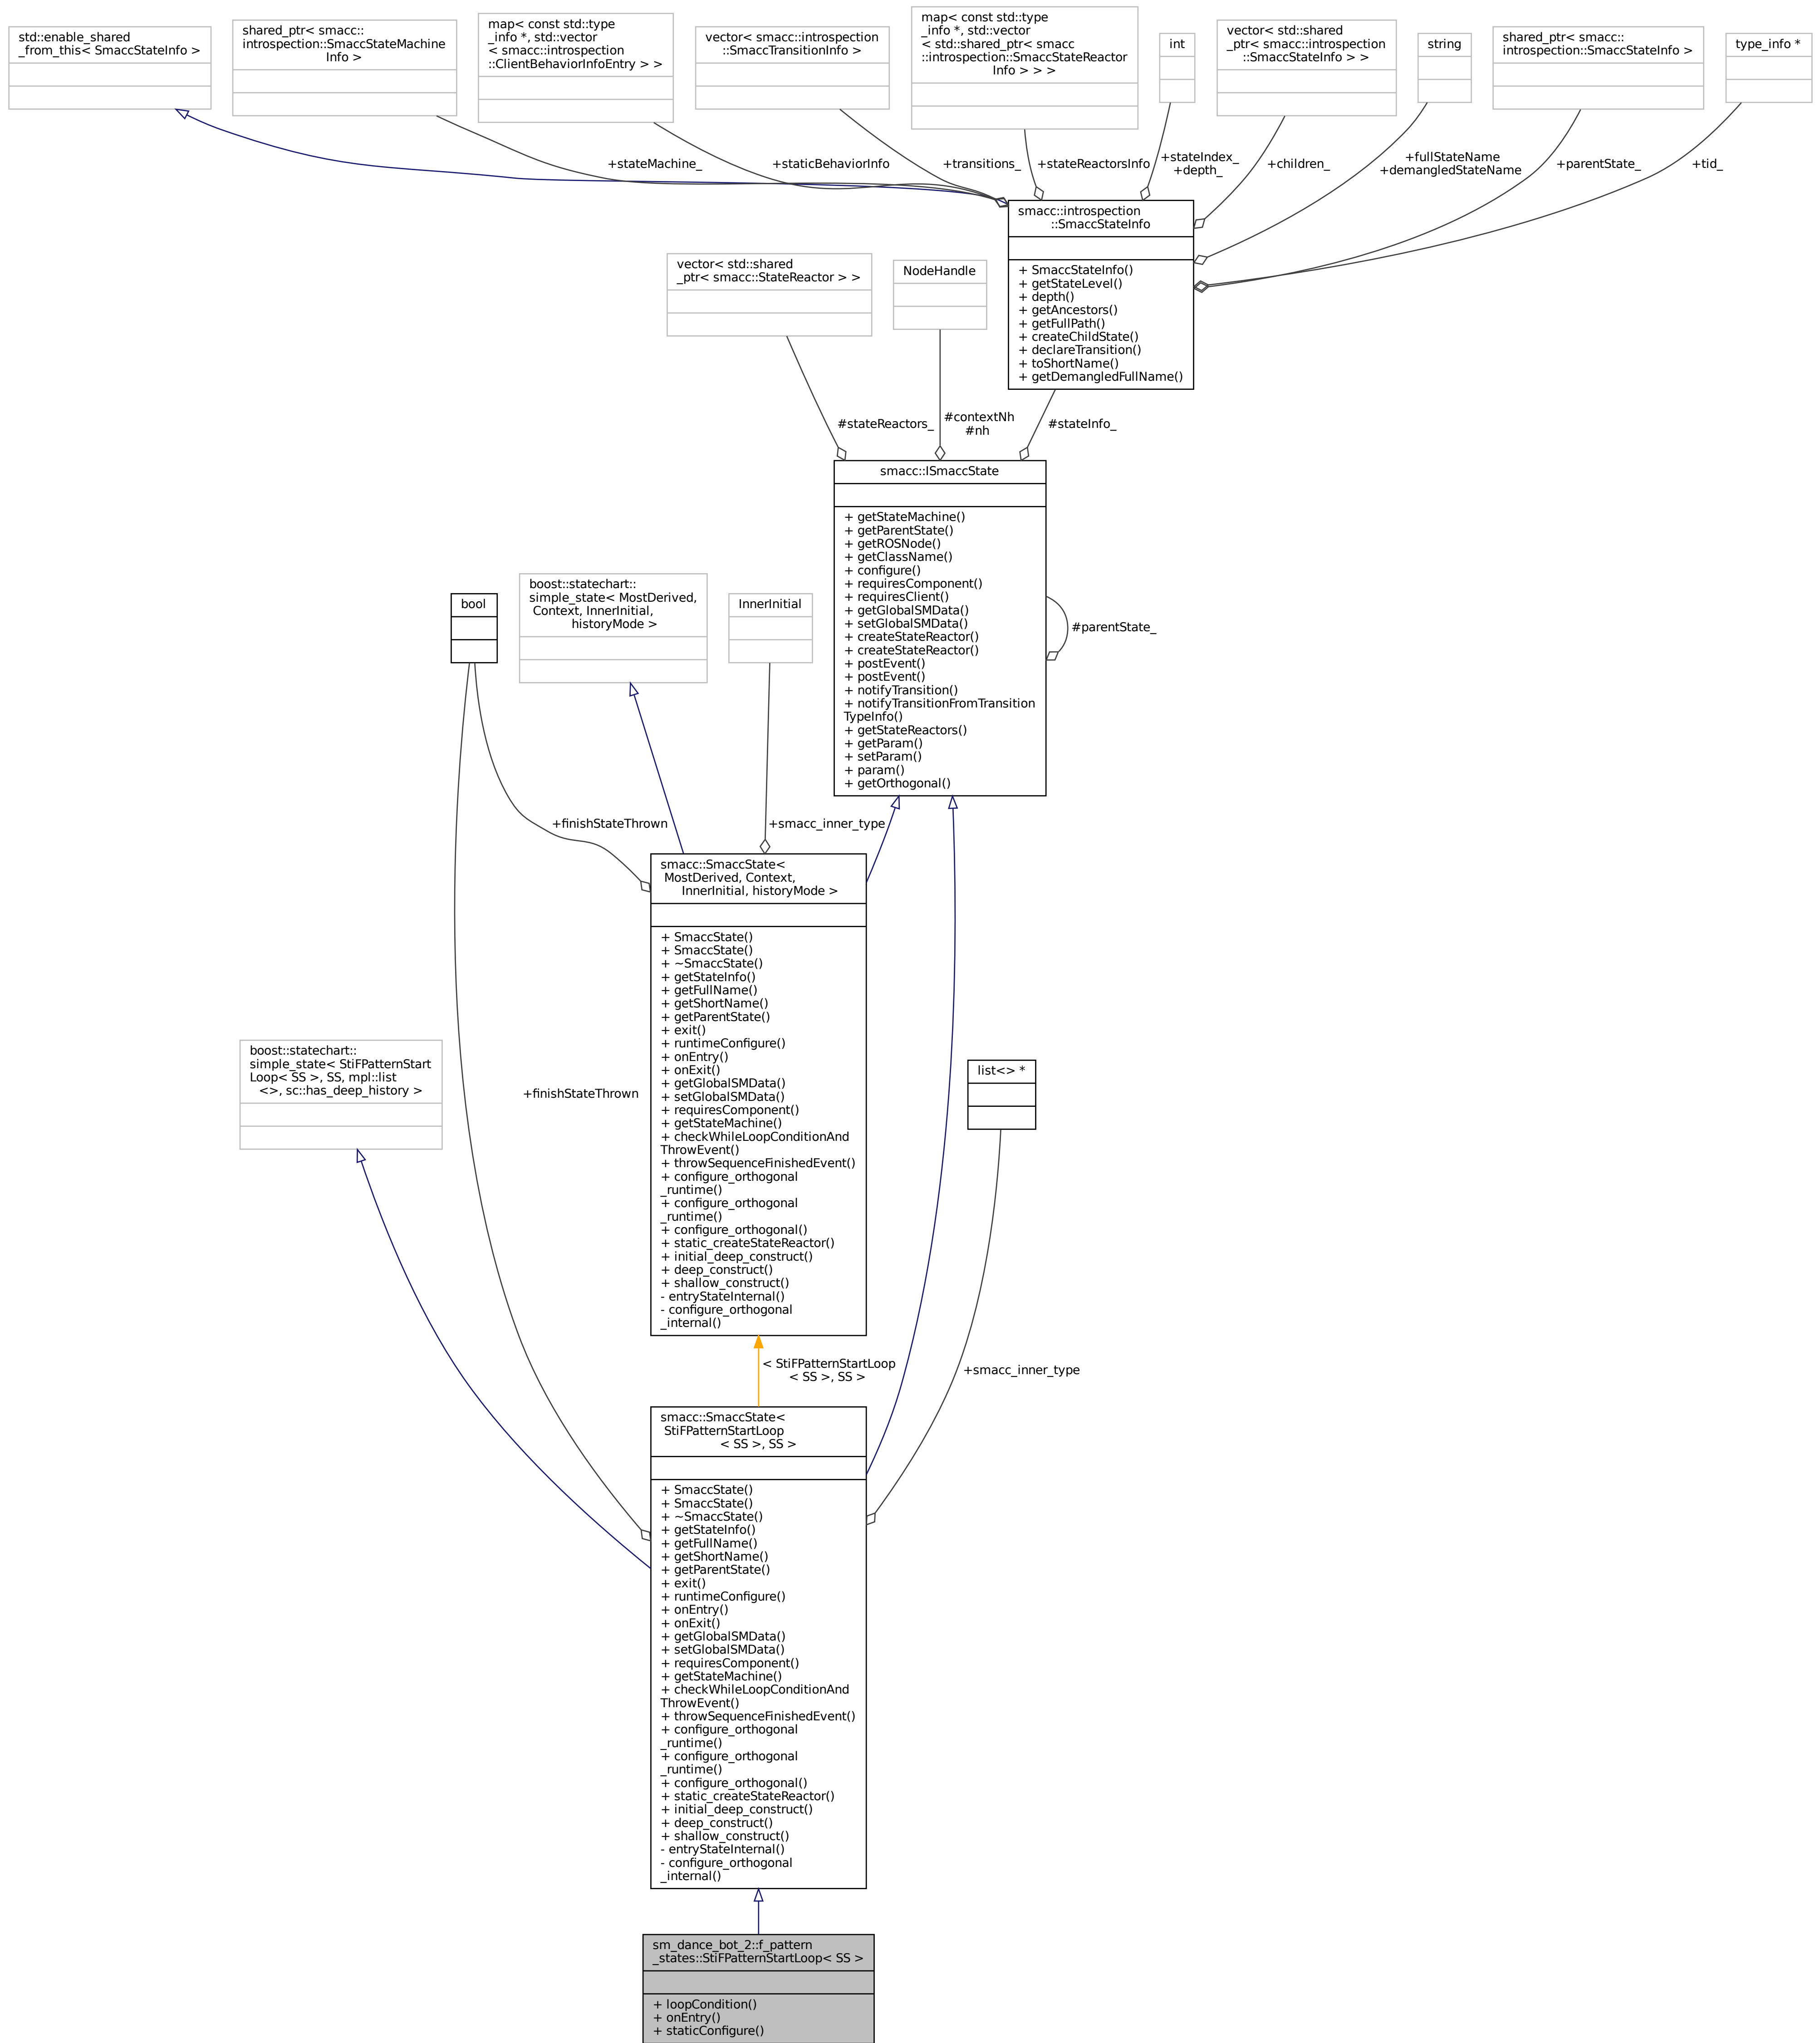 std::enable_shared
_from_this< SmaccStateInfo >
shared_ptr< smacc::
introspection::SmaccStateMachine
Info >
map< const std::type
_info *, std::vector
< smacc::introspection
::ClientBehaviorInfoEntry > >
vector< smacc::introspection
::SmaccTransitionInfo >
map< const std::type
_info *, std::vector
< std::shared_ptr< smacc
::introspection::SmaccStateReactor
Info > > >
int
vector< std::shared
_ptr< smacc::introspection
::SmaccStateInfo > >
string
shared_ptr< smacc::
introspection::SmaccStateInfo >
type_info *
+stateMachine_
+staticBehaviorInfo
+transitions_
+stateReactorsInfo
+stateIndex_
+depth_
+children_
+fullStateName
+demangledStateName
+parentState_
+tid_
smacc::introspection
::SmaccStateInfo
+ SmaccStateInfo()
+ getStateLevel()
+ depth()
+ getAncestors()
+ getFullPath()
+ createChildState()
+ declareTransition()
+ toShortName()
+ getDemangledFullName()
vector< std::shared
_ptr< smacc::StateReactor > >
NodeHandle
#stateReactors_
#contextNh
#nh
#stateInfo_
smacc::ISmaccState
+ getStateMachine()
+ getParentState()
+ getROSNode()
+ getClassName()
+ configure()
+ requiresComponent()
+ requiresClient()
+ getGlobalSMData()
+ setGlobalSMData()
+ createStateReactor()
+ createStateReactor()
+ postEvent()
+ postEvent()
+ notifyTransition()
+ notifyTransitionFromTransition
TypeInfo()
+ getStateReactors()
+ getParam()
+ setParam()
+ param()
+ getOrthogonal()
#parentState_
bool
boost::statechart::
simple_state< MostDerived,
Context, InnerInitial,
historyMode >
InnerInitial
+finishStateThrown
+smacc_inner_type
smacc::SmaccState<
MostDerived, Context,
InnerInitial, historyMode >
+ SmaccState()
+ SmaccState()
+ ~SmaccState()
+ getStateInfo()
+ getFullName()
+ getShortName()
+ getParentState()
+ exit()
+ runtimeConfigure()
+ onEntry()
+ onExit()
+ getGlobalSMData()
+ setGlobalSMData()
+ requiresComponent()
+ getStateMachine()
+ checkWhileLoopConditionAnd
ThrowEvent()
+ throwSequenceFinishedEvent()
+ configure_orthogonal
_runtime()
+ configure_orthogonal
_runtime()
+ configure_orthogonal()
+ static_createStateReactor()
+ initial_deep_construct()
+ deep_construct()
+ shallow_construct()
- entryStateInternal()
- configure_orthogonal
_internal()
boost::statechart::
simple_state< StiFPatternStart
Loop< SS >, SS, mpl::list
<>, sc::has_deep_history >
+finishStateThrown
list<> *
< StiFPatternStartLoop
< SS >, SS >
+smacc_inner_type
smacc::SmaccState<
StiFPatternStartLoop
< SS >, SS >
+ SmaccState()
+ SmaccState()
+ ~SmaccState()
+ getStateInfo()
+ getFullName()
+ getShortName()
+ getParentState()
+ exit()
+ runtimeConfigure()
+ onEntry()
+ onExit()
+ getGlobalSMData()
+ setGlobalSMData()
+ requiresComponent()
+ getStateMachine()
+ checkWhileLoopConditionAnd
ThrowEvent()
+ throwSequenceFinishedEvent()
+ configure_orthogonal
_runtime()
+ configure_orthogonal
_runtime()
+ configure_orthogonal()
+ static_createStateReactor()
+ initial_deep_construct()
+ deep_construct()
+ shallow_construct()
- entryStateInternal()
- configure_orthogonal
_internal()
sm_dance_bot_2::f_pattern
_states::StiFPatternStartLoop< SS >
+ loopCondition()
+ onEntry()
+ staticConfigure()